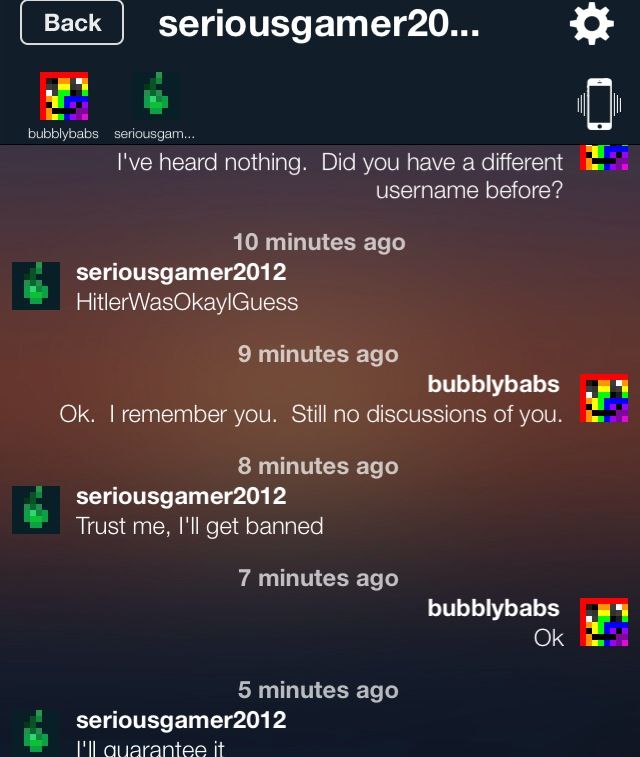 Back
seriousgamer20...
bubblybabs
seriousgam...
I've heard nothing.  Did you have a different
username before?
10 minutes ago
seriousgamer2012
HitlerWasOkayIGuess
9 minutes ago
bubblybabs
Ok.  I remember you.  Still no discussions of you.
8 minutes ago
seriousgamer2012
Trust me, I'll get banned
7 minutes ago
bubblybabs
Ok
5 minutes ago
seriousgamer2012
I'll guarantee it